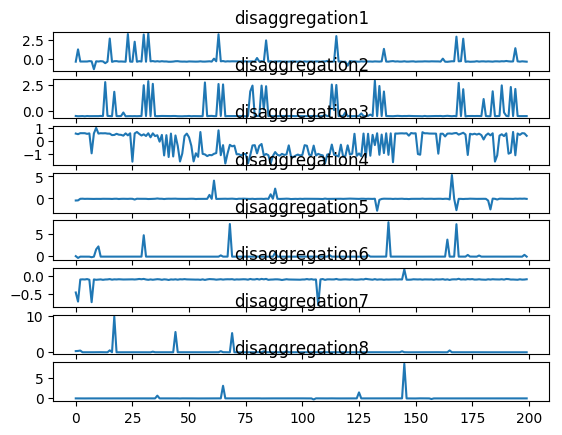 disaggregation1
2.5
0.0
disaggregation2
2.5
0.0
disaggregation3
1
0
−1
disaggregation4
5
0
disaggregation5
5
0
disaggregation6
0.0
−0.5
disaggregation7
10
0
disaggregation8
5
0
0 25 50 75 100 125 150 175 200